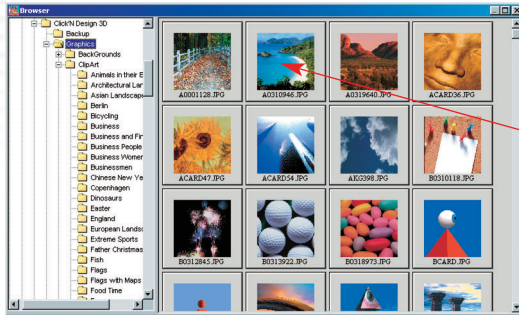 Browser
Click'N Design 3D
Backup
Graphics
BackGrounds
ClipArt
Animals in their E
Architectural Lar
Asian Landscap
Berlin
Bicycling
Business
Business and Fir
Business People
Business Womer
Businessmen
Chinese New Ye
Copenhagen
Dinosaurs
Easter
England
European Landsc
Extreme Sports
Father Christmas
Fish
Flags
Flags with Maps
Food Time
A0001128.JPG
A0310946.JPG
A0319640.JPG
ACARD36.JPG
ACARD47.JPG
ACARD54.JPG
AKG398.JPG
B0310118.JPG
B0312845.JPG
B0313922.JPG
B0318973.JPG
BCARD.JPG